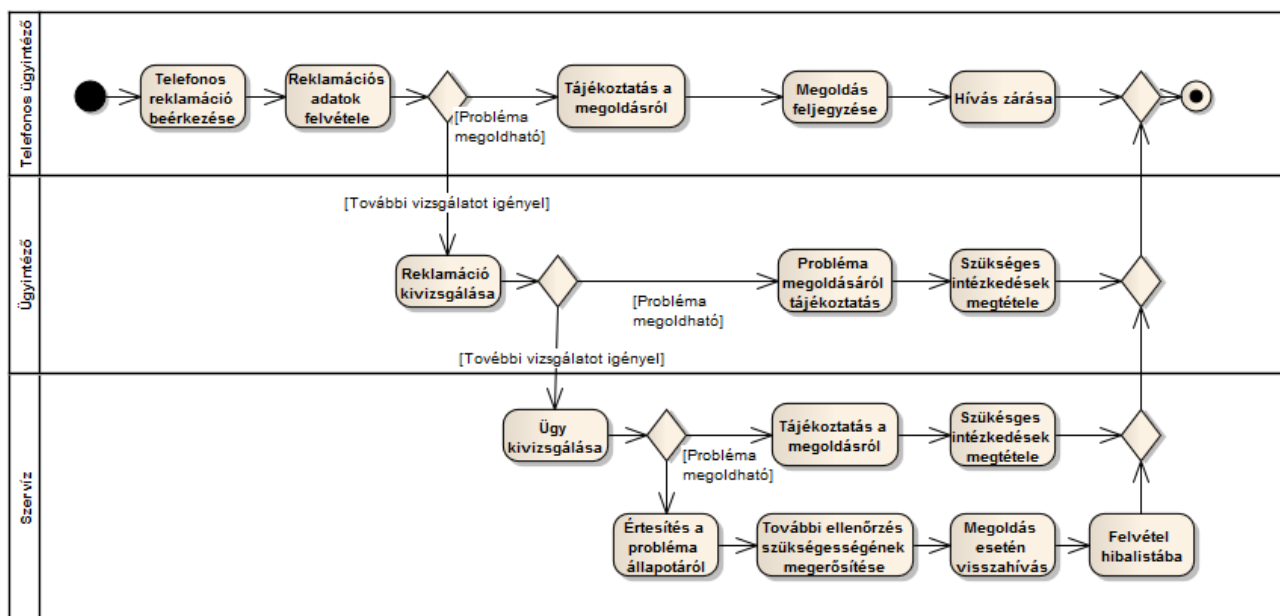 Telefonos ügyintéző
Telefonos
reklamáció
beérkezése
Reklamációs
adatok
felvétele
[Probléma
megoldható]
Tájékoztatás a
megoldásról
Megoldás
feljegyzése
Hívás zárása
[További vizsgálatot igényel]
Ügyintéző
Reklamáció
kivizsgálása
[Probléma
megoldható]
Probléma
megoldásáról
tájékoztatás
Szükséges
intézkedések
megtétele
[Tovébbi vizsgálatot igényel]
Szervíz
Ügy
kivizsgálása
[Probléma
megoldható]
Tájékoztatás a
megoldásról
Szükésges
intézkedések
megtétele
Értesítés a
probléma
állapotáról
További ellenőrzés
szükségességének
megerősítése
Megoldás
esetén
visszahívás
Felvétel
hibalistába